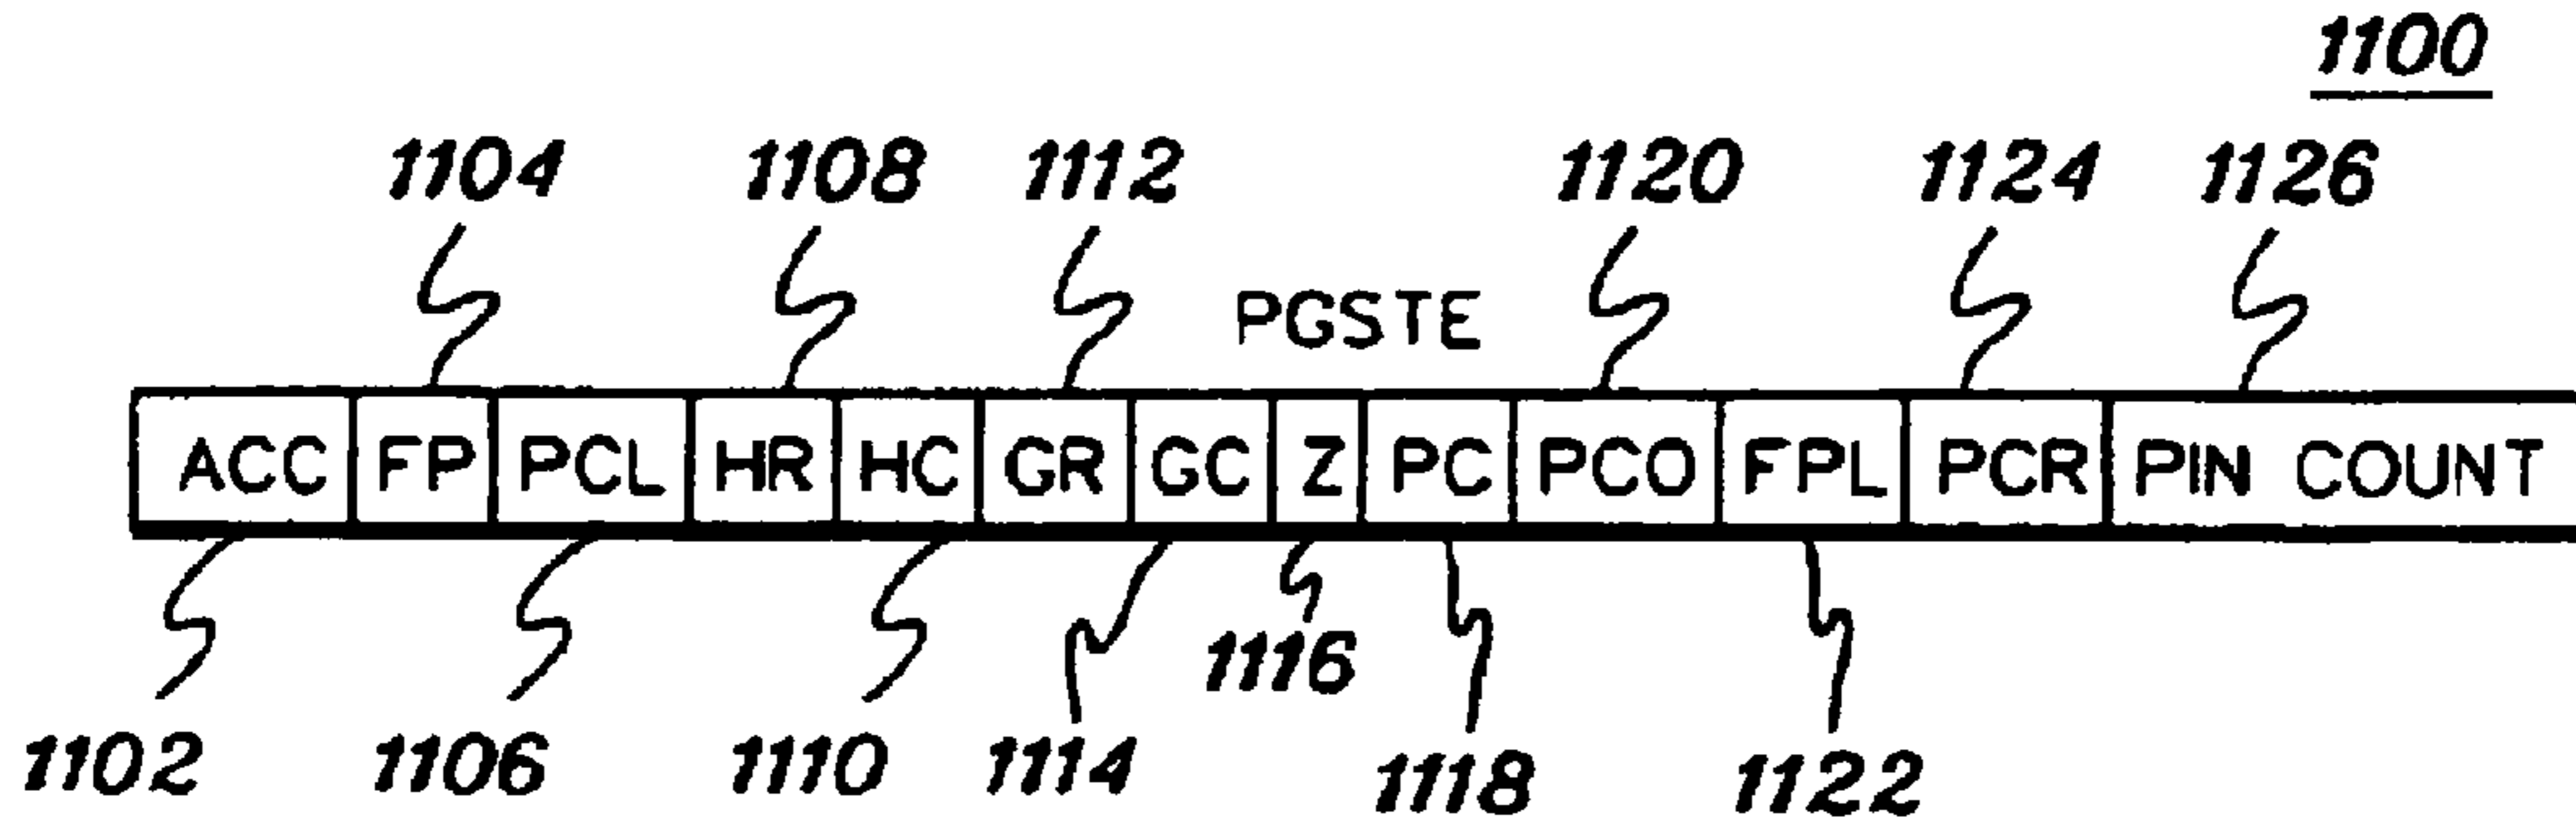 1100
1104 1108 1112 1120 1124 1126
PGSTE
ACC FP PCL HR HC GR GC Z PC PCO FPL PCR PIN COUNT
1116
1102 1106 1110 1114 1118 1122